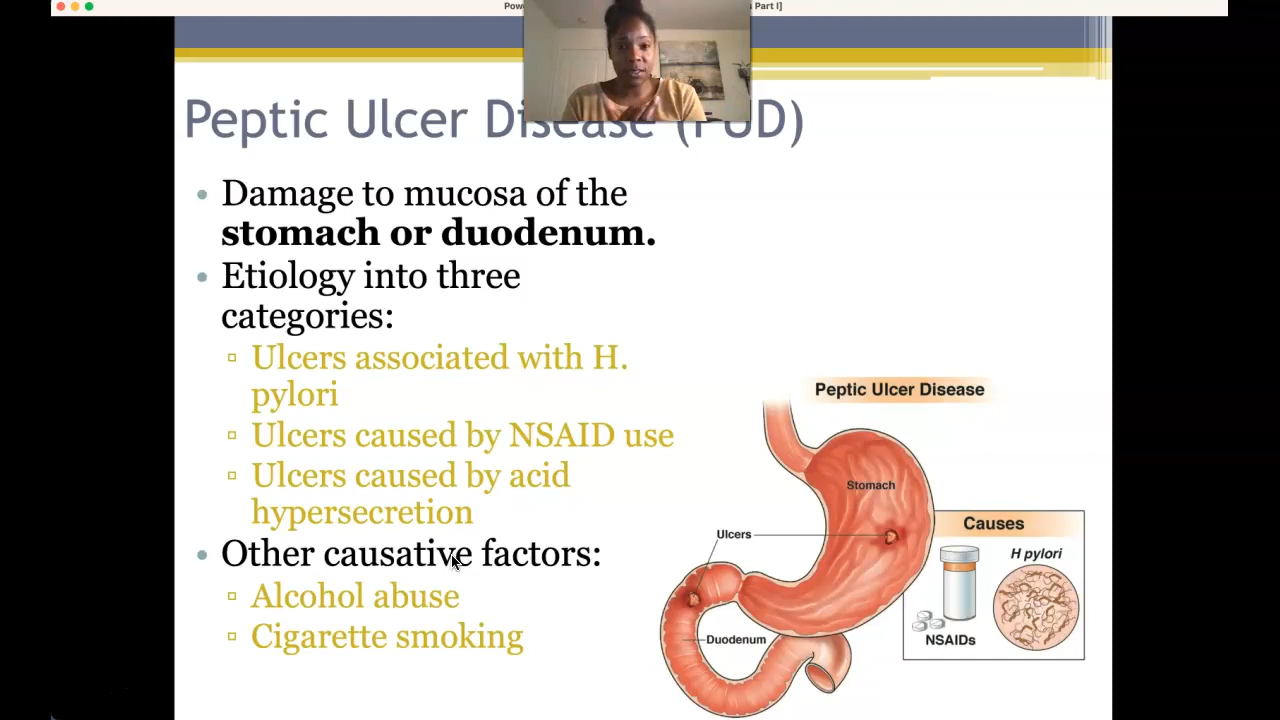 s Part I]
Peptic Ulcer Disease (PUD)
• Damage to mucosa of the
stomach or duodenum.
• Etiology into three
categories:
▫ Ulcers associated with H.
pylori
▫ Ulcers caused by NSAID use
▫ Ulcers caused by acid
hypersecretion
• Other causative factors:
▫ Alcohol abuse
▫ Cigarette smoking
Peptic Ulcer Disease
Stomach
Ulcers
Duodenum
Causes
H pylori
NSAIDs